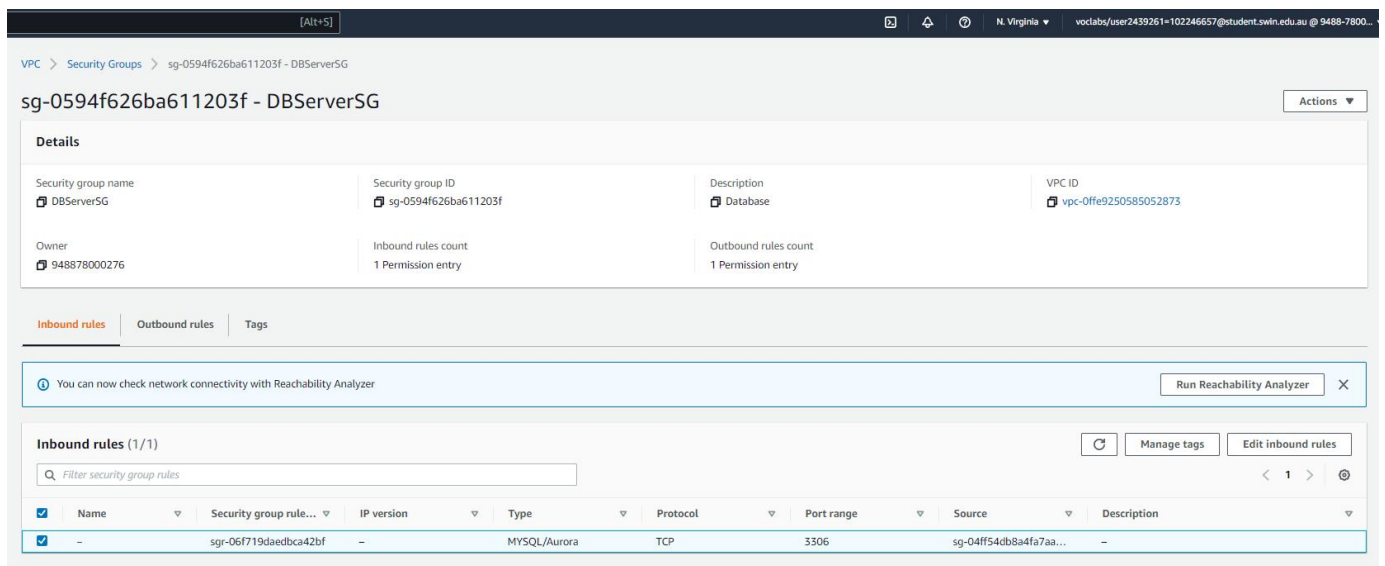 [Alt+S] N. Virginia ▼ voclabs/user2439261=102246657@student.swin.edu.au @ 9488-7800...
VPC > Security Groups > sg-0594f626ba611203f - DBServerSG
sg-0594f626ba611203f - DBServerSG Actions ▼
Details
Security group name Security group ID Description VPC ID
DBServerSG sg-0594f626ba611203f Database vpc-0ffe9250585052873
Owner Inbound rules count Outbound rules count
948878000276 1 Permission entry 1 Permission entry
Inbound rules Outbound rules Tags
You can now check network connectivity with Reachability Analyzer Run Reachability Analyzer
Inbound rules (1/1) Manage tags Edit inbound rules
Filter security group rules < 1 >
Name Security group rule... IP version Type Protocol Port range Source Description
– sgr-06f719daedbca42bf – MYSQL/Aurora TCP 3306 sg-04ff54db8a4fa7aa... –